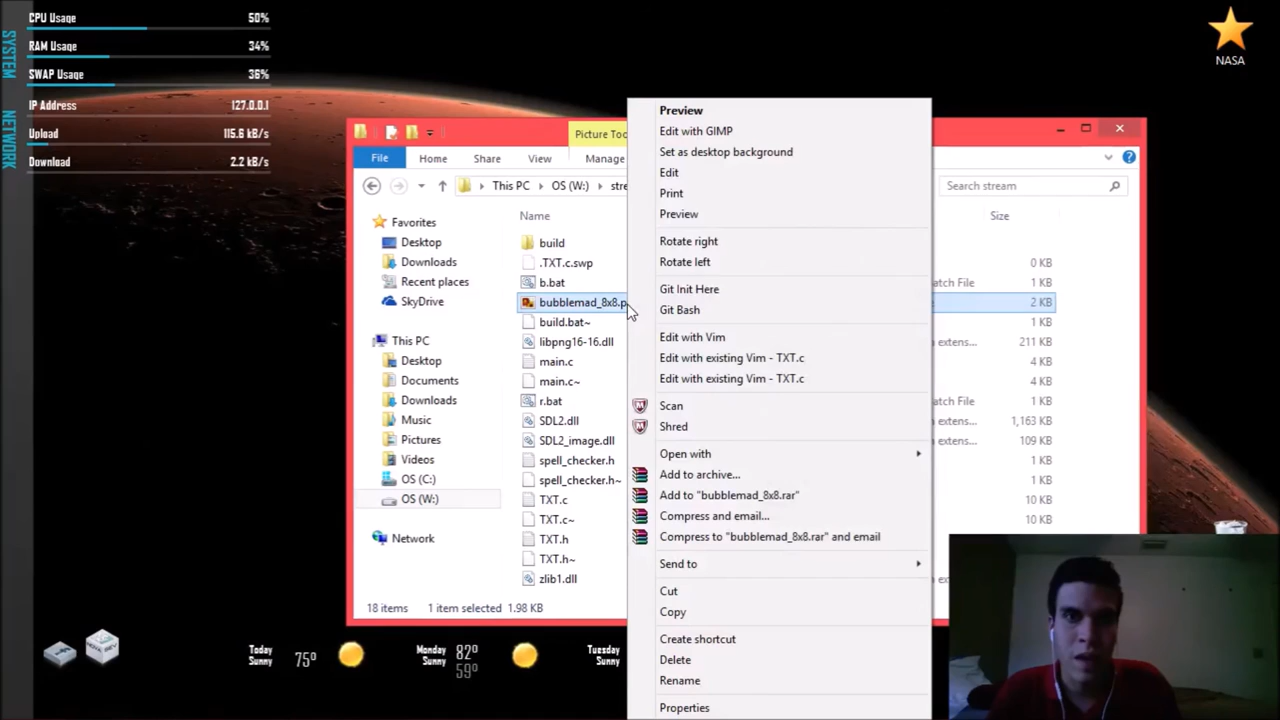 CPU Usage 50%
RAM Usage 34%
SWAP Usage 36%
IP Address 127.0.0.1
Upload 115.6 kB/s
Download 2.2 kB/s
SYSTEM
NETWORK
NASA
Picture Too
File Home Share View Manage
This PC OS (W:) stre
Search stream
Name
Size
Favorites
Desktop
Downloads
Recent places
SkyDrive
This PC
Desktop
Documents
Downloads
Music
Pictures
Videos
OS (C:)
OS (W:)
Network
build
.TXT.c.swp 0 KB
b.bat atch File 1 KB
bubblemad_8x8.p 2 KB
build.bat~ 1 KB
libpng16-16.dll xtens... 211 KB
main.c 4 KB
main.c~ 4 KB
r.bat atch File 1 KB
SDL2.dll extens... 1,163 KB
SDL2_image.dll extens... 109 KB
spell_checker.h 1 KB
spell_checker.h~ 1 KB
TXT.c 10 KB
TXT.c~ 10 KB
TXT.h
TXT.h~
zlib1.dll
18 items 1 item selected 1.98 KB
Preview
Edit with GIMP
Set as desktop background
Edit
Print
Preview
Rotate right
Rotate left
Git Init Here
Git Bash
Edit with Vim
Edit with existing Vim - TXT.c
Edit with existing Vim - TXT.c
Scan
Shred
Open with
Add to archive...
Add to "bubblemad_8x8.rar"
Compress and email...
Compress to "bubblemad_8x8.rar" and email
Send to
Cut
Copy
Create shortcut
Delete
Rename
Properties
Today
Sunny
75°
Monday
Sunny
82°
59°
Tuesday
Sunny